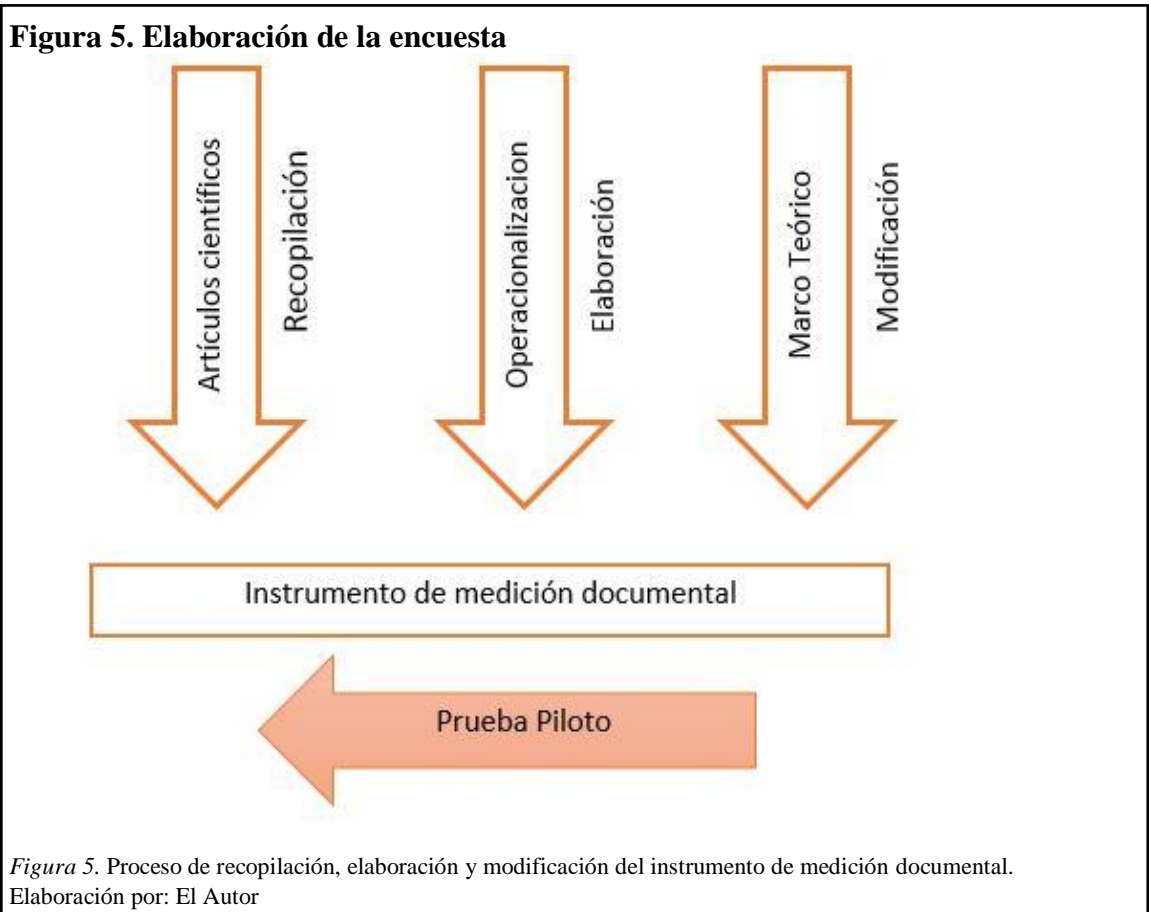 Figura 5. Elaboración de la encuesta
Artículos científicos
Recopilación
Operacionalizacion
Elaboración
Marco Teórico
Modificación
Instrumento de medición documental
Prueba Piloto
Figura 5. Proceso de recopilación, elaboración y modificación del instrumento de medición documental.
Elaboración por: El Autor